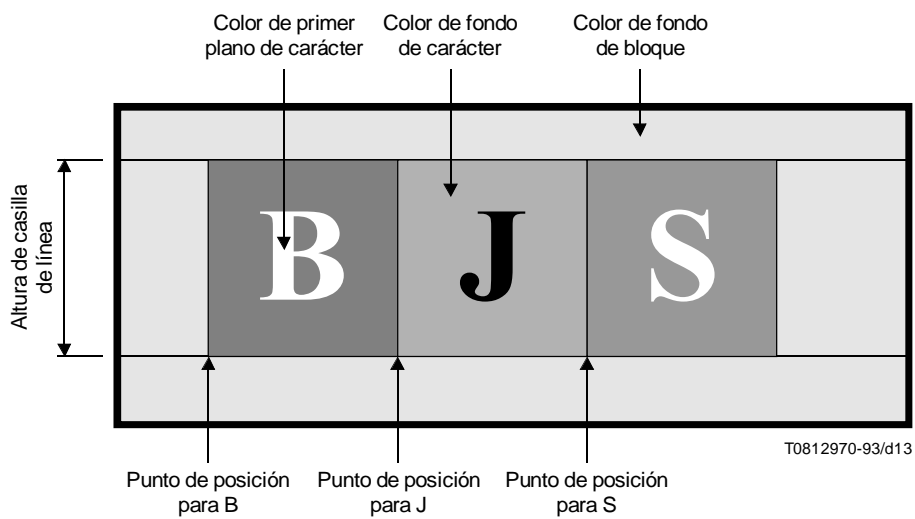 Color de primer
plano de carácter
Color de fondo
de carácter
Color de fondo
de bloque
Altura de casilla
de línea
B J S
T0812970-93/d13
Punto de posición
para B
Punto de posición
para J
Punto de posición
para S